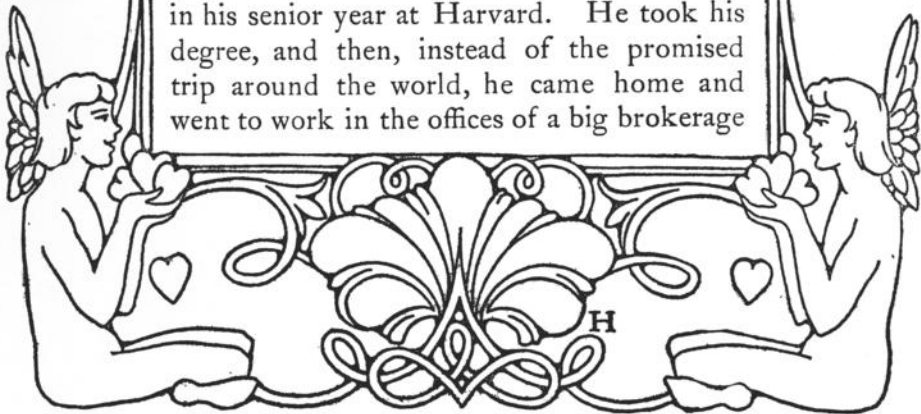 in his senior year at Harvard. He took his
degree, and then, instead of the promised
trip around the world, he came home and
went to work in the offices of a big brokerage
H